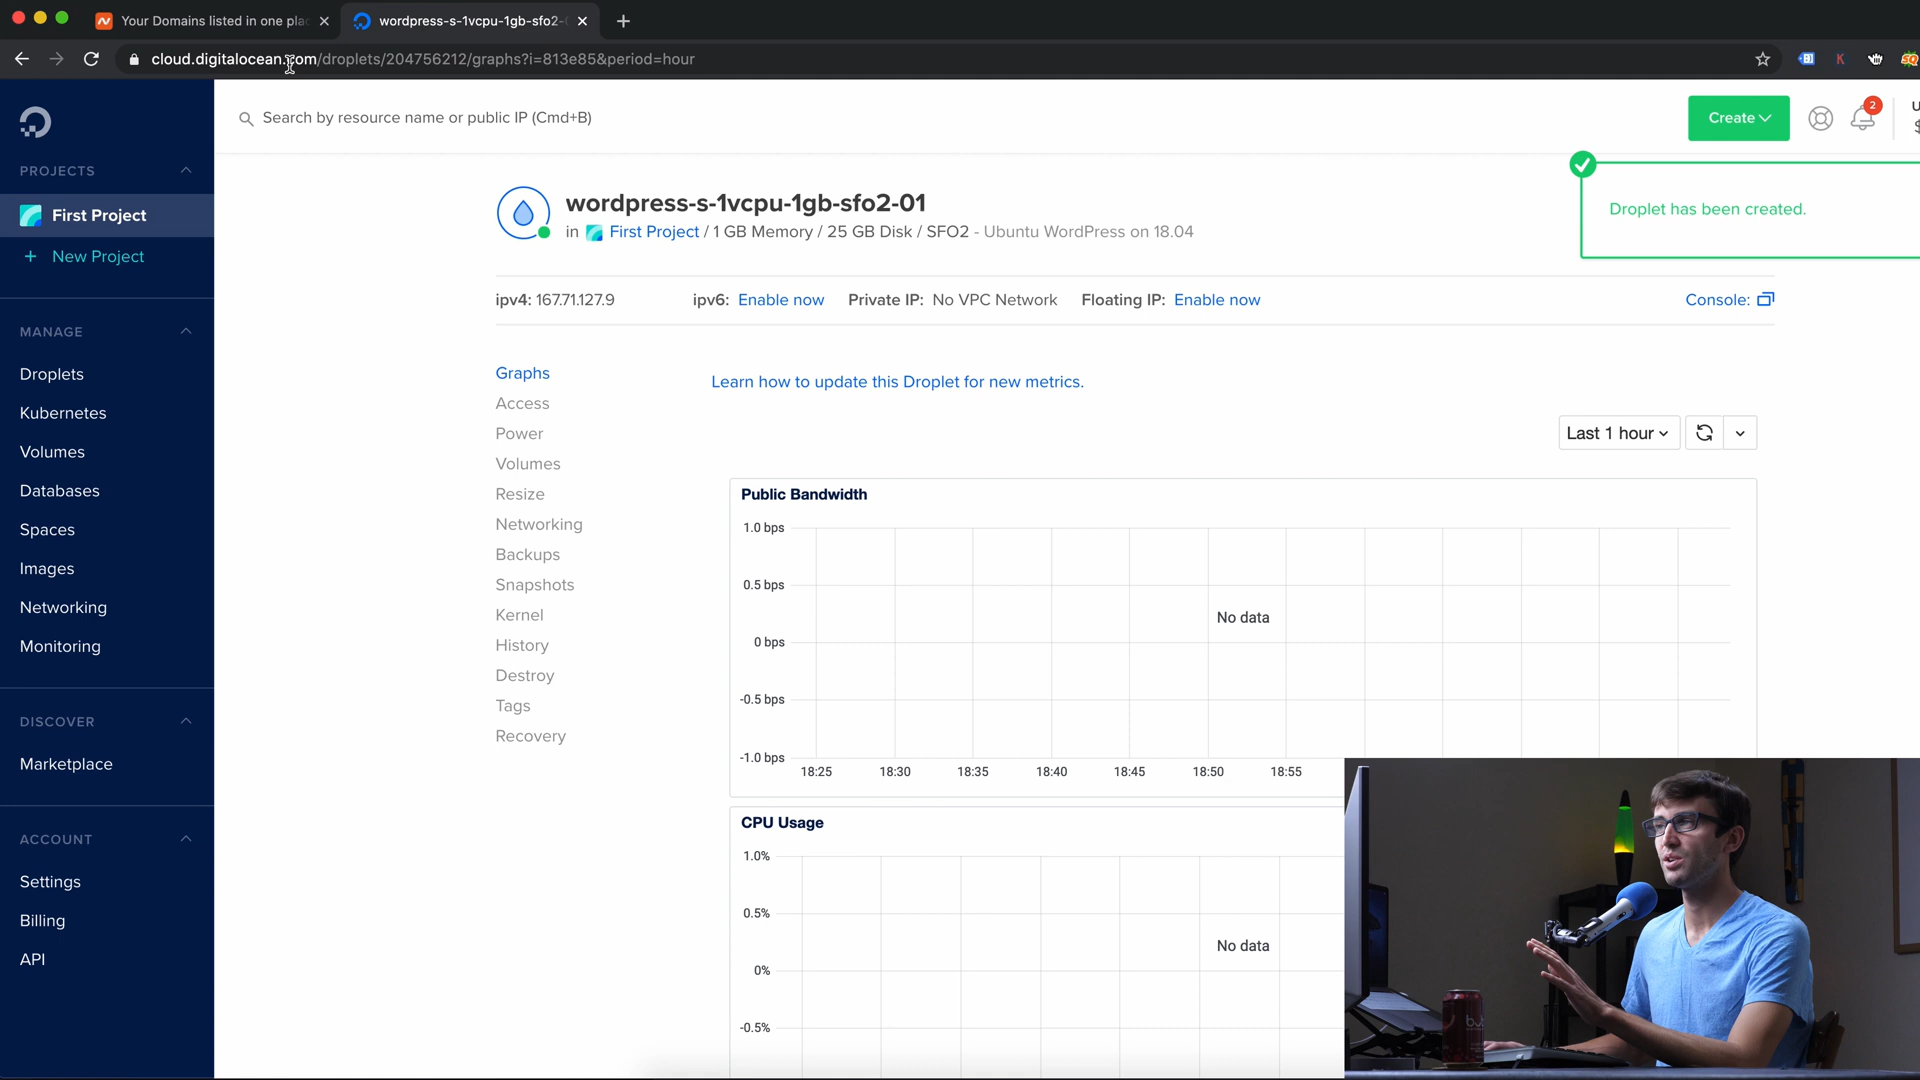 Your Domains listed in one pla
wordpress-s-1vcpu-1gb-sfo2-
cloud.digitalocean.com/droplets/204756212/graphs?i=813e85&period=hour
K
SQ
Search by resource name or public IP (Cmd+B)
Create
2
U
$
PROJECTS
First Project
+ New Project
MANAGE
Droplets
Kubernetes
Volumes
Databases
Spaces
Images
Networking
Monitoring
DISCOVER
Marketplace
ACCOUNT
Settings
Billing
API
wordpress-s-1vcpu-1gb-sfo2-01
in First Project / 1 GB Memory / 25 GB Disk / SFO2 - Ubuntu WordPress on 18.04
Droplet has been created.
ipv4: 167.71.127.9 ipv6: Enable now Private IP: No VPC Network Floating IP: Enable now Console:
Graphs
Access
Power
Volumes
Resize
Networking
Backups
Snapshots
Kernel
History
Destroy
Tags
Recovery
Learn how to update this Droplet for new metrics.
Last 1 hour
Public Bandwidth
1.0 bps
0.5 bps
0 bps
-0.5 bps
-1.0 bps
No data
18:25 18:30 18:35 18:40 18:45 18:50 18:55
CPU Usage
1.0%
0.5%
0%
-0.5%
No data